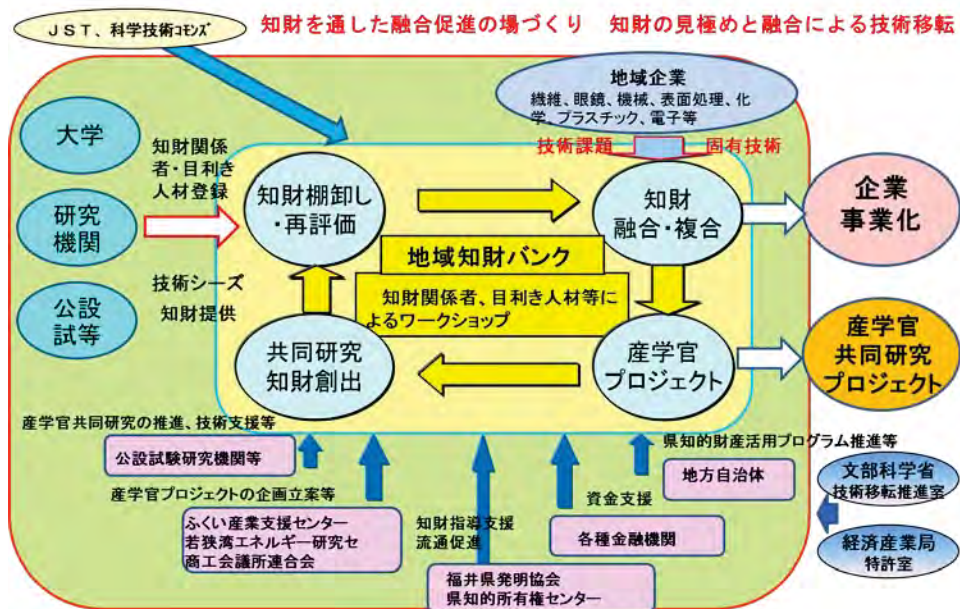 JST、科学技術ｺﾓﾝｽﾞ
知財を通した融合促進の場づくり　知財の見極めと融合による技術移転
地域企業
繊維、眼鏡、機械、表面処理、化
学、プラスチック、電子等
技術課題
固有技術
大学
研究
機関
公設
試等
知財関係
者・目利き
人材登録
技術シーズ
知財提供
知財棚卸し
・再評価
知財
融合・複合
企業
事業化
地域知財バンク
知財関係者、目利き人材等に
よるワークショップ
共同研究
知財創出
産学官
プロジェクト
産学官
共同研究
プロジェクト
産学官共同研究の推進、技術支援等
公設試験研究機関等
県知的財産活用プログラム推進等
地方自治体
産学官プロジェクトの企画立案等
ふくい産業支援センター
若狭湾エネルギー研究セ
商工会議所連合会
知財指導支援
流通促進
福井県発明協会
県知的所有権センター
資金支援
各種金融機関
文部科学省
技術移転推進室
経済産業局
特許室